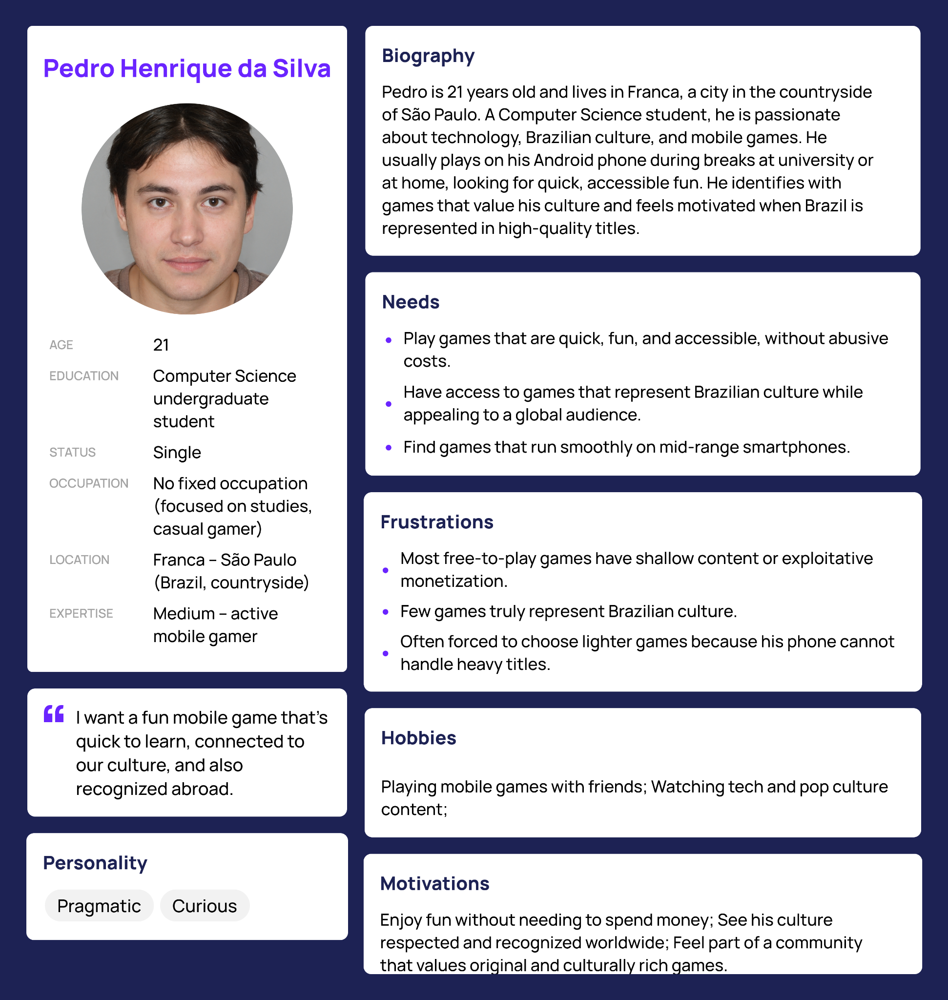 Pedro Henrique da Silva
AGE 21
EDUCATION Computer Science
undergraduate
student
STATUS Single
OCCUPATION No fixed occupation
(focused on studies,
casual gamer)
LOCATION Franca – São Paulo
(Brazil, countryside)
EXPERTISE Medium – active
mobile gamer
“ I want a fun mobile game that’s
quick to learn, connected to
our culture, and also
recognized abroad.
Personality
Pragmatic Curious
Biography
Pedro is 21 years old and lives in Franca, a city in the countryside
of São Paulo. A Computer Science student, he is passionate
about technology, Brazilian culture, and mobile games. He
usually plays on his Android phone during breaks at university or
at home, looking for quick, accessible fun. He identifies with
games that value his culture and feels motivated when Brazil is
represented in high-quality titles.
Needs
• Play games that are quick, fun, and accessible, without abusive
costs.
• Have access to games that represent Brazilian culture while
appealing to a global audience.
• Find games that run smoothly on mid-range smartphones.
Frustrations
• Most free-to-play games have shallow content or exploitative
monetization.
• Few games truly represent Brazilian culture.
• Often forced to choose lighter games because his phone cannot
handle heavy titles.
Hobbies
Playing mobile games with friends; Watching tech and pop culture
content;
Motivations
Enjoy fun without needing to spend money; See his culture
respected and recognized worldwide; Feel part of a community
that values original and culturally rich games.